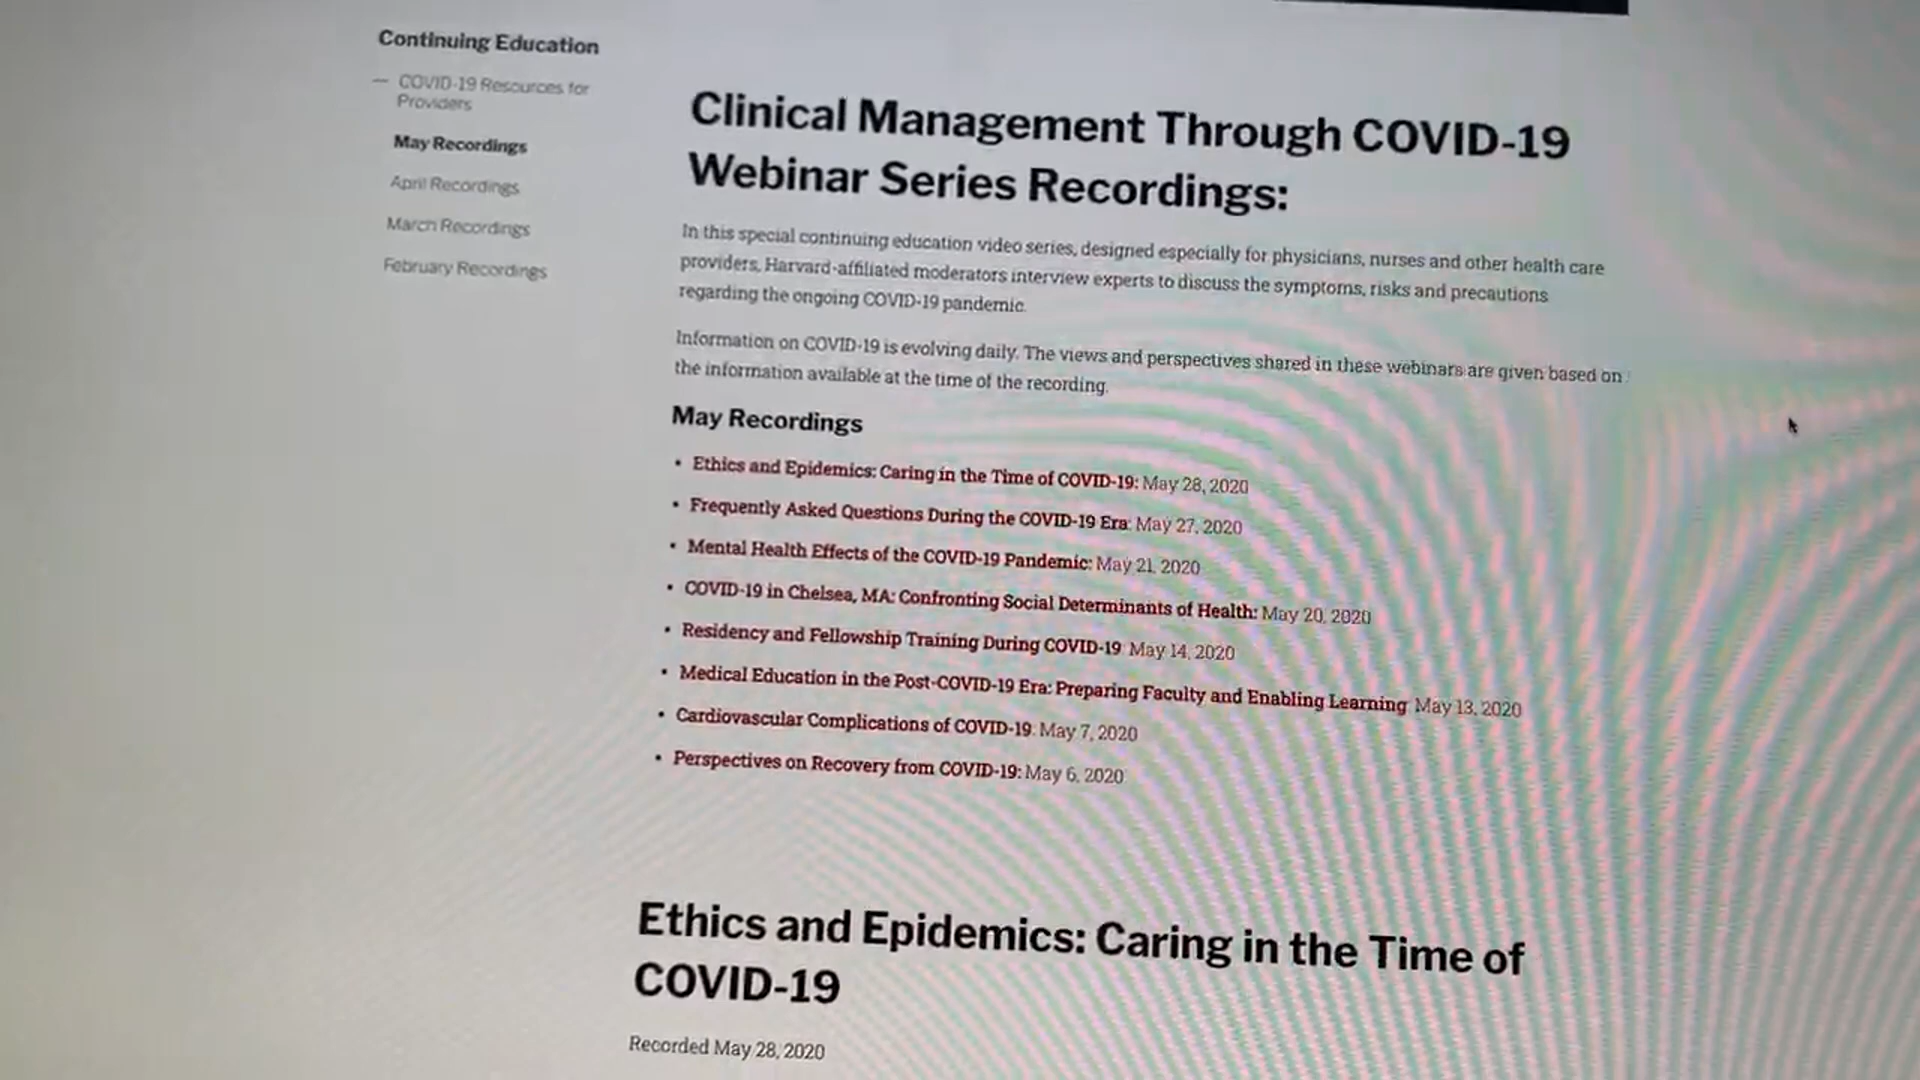 Continuing Education
— COVID-19 Resources for
Providers
May Recordings
April Recordings
March Recordings
February Recordings
Clinical Management Through COVID-19
Webinar Series Recordings:
In this special continuing education video series, designed especially for physicians, nurses and other health care
providers, Harvard-affiliated moderators interview experts to discuss the symptoms, risks and precautions
regarding the ongoing COVID-19 pandemic.
Information on COVID-19 is evolving daily. The views and perspectives shared in these webinars are given based on
the information available at the time of the recording.
May Recordings
• Ethics and Epidemics: Caring in the Time of COVID-19: May 28, 2020
• Frequently Asked Questions During the COVID-19 Era: May 27, 2020
• Mental Health Effects of the COVID-19 Pandemic: May 21, 2020
• COVID-19 in Chelsea, MA: Confronting Social Determinants of Health: May 20, 2020
• Residency and Fellowship Training During COVID-19: May 14, 2020
• Medical Education in the Post-COVID-19 Era: Preparing Faculty and Enabling Learning: May 13, 2020
• Cardiovascular Complications of COVID-19: May 7, 2020
• Perspectives on Recovery from COVID-19: May 6, 2020
Ethics and Epidemics: Caring in the Time of
COVID-19
Recorded May 28, 2020